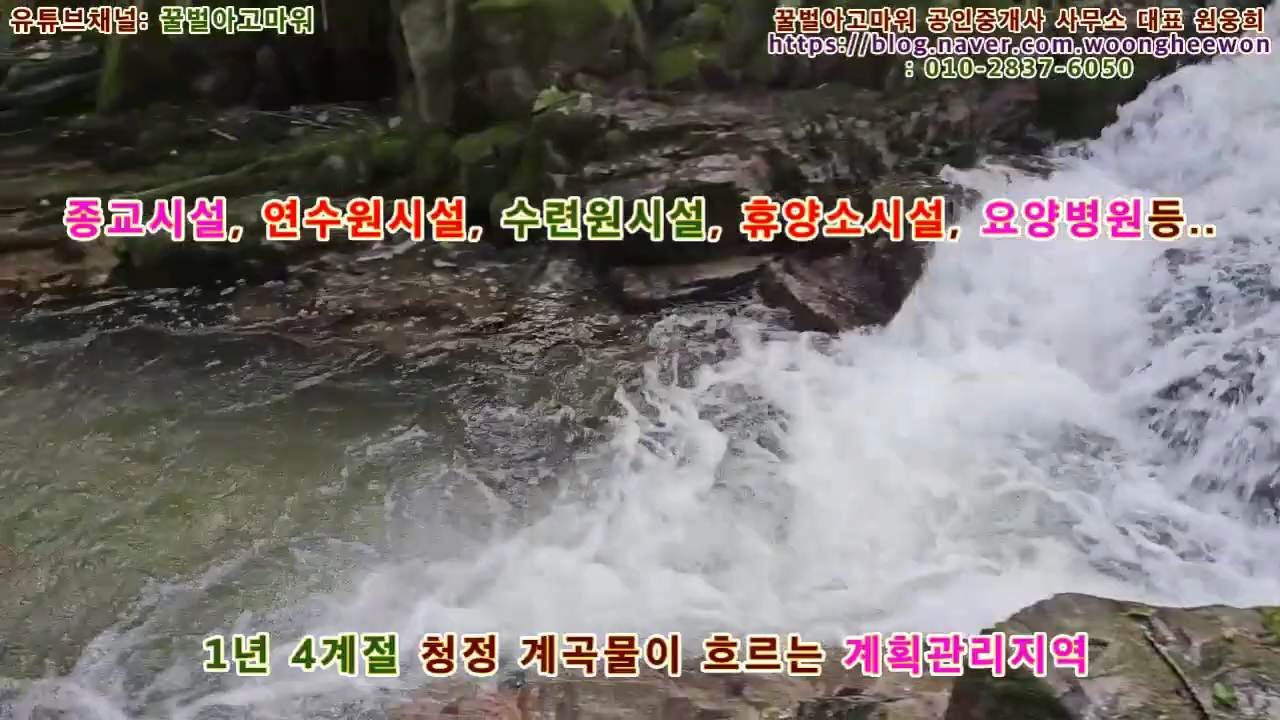 유튜브채널: 꿀벌아고마워
꿀벌아고마워 공인중개사 사무소 대표 원웅희
https://blog.naver.com.woongheewon
: 010-2837-6050
종교시설, 연수원시설, 수련원시설, 휴양소시설, 요양병원등..
1년 4계절 청정 계곡물이 흐르는 계획관리지역